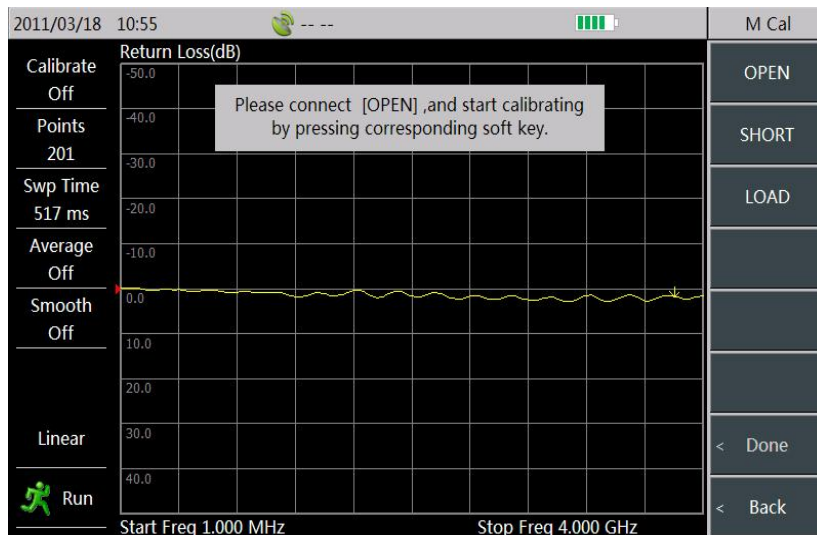 2011/03/18 10:55 -- -- M Cal
Return Loss(dB)
Calibrate
Off
Points
201
Swp Time
517 ms
Average
Off
Smooth
Off
Linear
Run
-50.0
-40.0
-30.0
-20.0
-10.0
0.0
10.0
20.0
30.0
40.0
Please connect [OPEN] ,and start calibrating
by pressing corresponding soft key.
Start Freq 1.000 MHz Stop Freq 4.000 GHz
OPEN
SHORT
LOAD
< Done
< Back